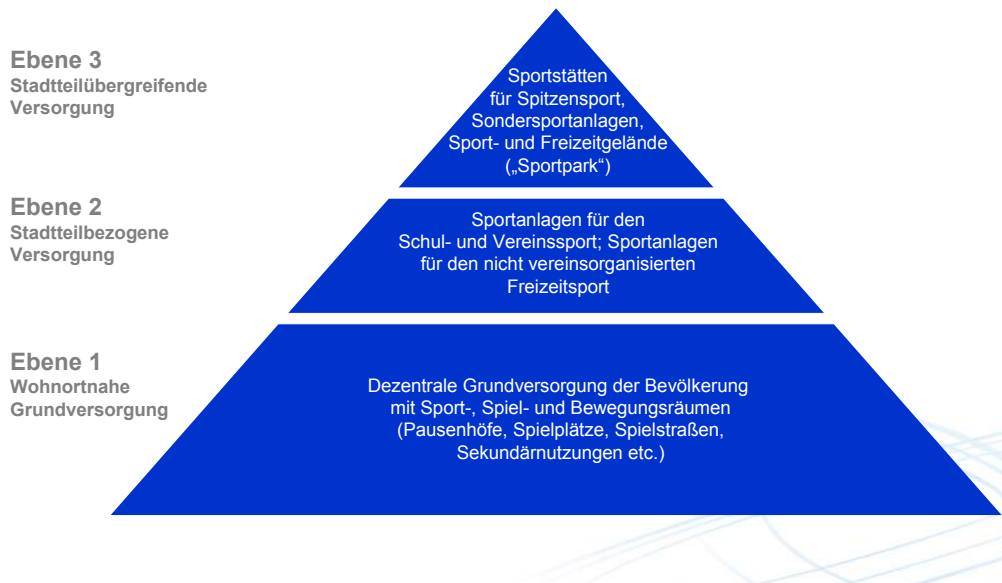 Ebene 3
Stadtteilübergreifende
Versorgung
Sportstätten
für Spitzensport,
Sondersportanlagen,
Sport- und Freizeitgelände
(„Sportpark“)
Ebene 2
Stadtteilbezogene
Versorgung
Sportanlagen für den
Schul- und Vereinssport; Sportanlagen
für den nicht vereinsorganisierten
Freizeitsport
Ebene 1
Wohnortnahe
Grundversorgung
Dezentrale Grundversorgung der Bevölkerung
mit Sport-, Spiel- und Bewegungsräumen
(Pausenhöfe, Spielplätze, Spielstraßen,
Sekundärnutzungen etc.)